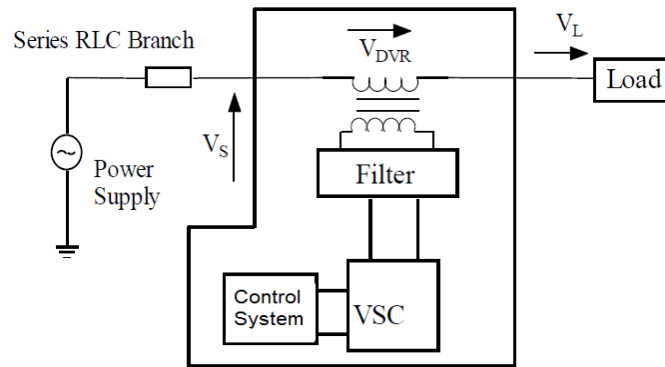 Series RLC Branch
V_DVR
V_L
Load
V_S
Power
Supply
Filter
Control
System
VSC